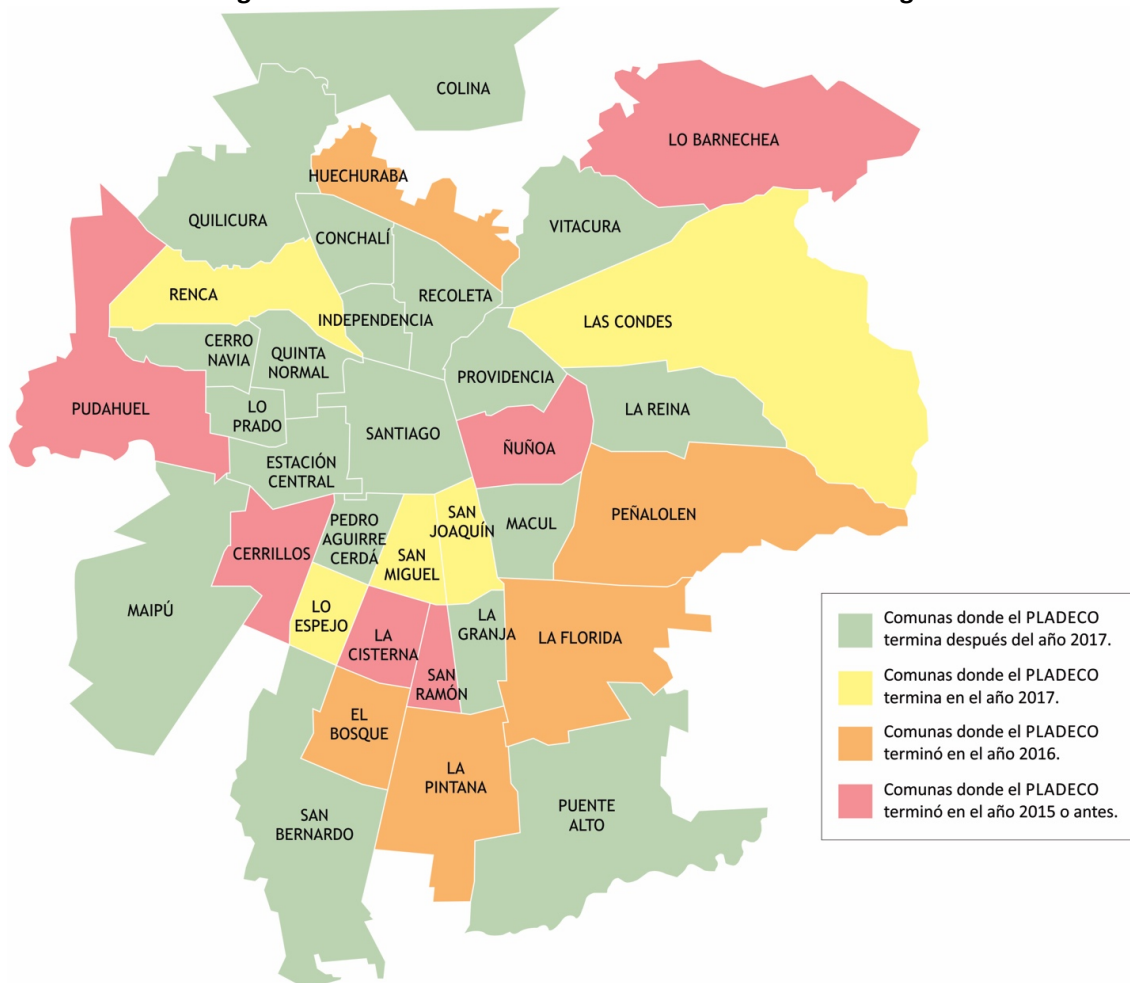 COLINA
LO BARNECHEA
HUECHURABA
QUILICURA
VITACURA
CONCHALÍ
RENCA
RECOLETA
INDEPENDENCIA
LAS CONDES
CERRO
NAVIA
QUINTA
NORMAL
PROVIDENCIA
PUDAHUEL
LO
PRADO
LA REINA
SANTIAGO
ÑUÑOA
ESTACIÓN
CENTRAL
PEDRO
AGUIRRE
CERDÁ
SAN
JOAQUÍN
MACUL
PEÑALOLEN
CERRILLOS
SAN
MIGUEL
MAIPÚ
LO
ESPEJO
LA
CISTERNA
LA
GRANJA
LA FLORIDA
SAN
RAMÓN
EL
BOSQUE
LA
PINTANA
SAN
BERNARDO
PUENTE
ALTO
Comunas donde el PLADECO
termina después del año 2017.
Comunas donde el PLADECO
termina en el año 2017.
Comunas donde el PLADECO
terminó en el año 2016.
Comunas donde el PLADECO
terminó en el año 2015 o antes.